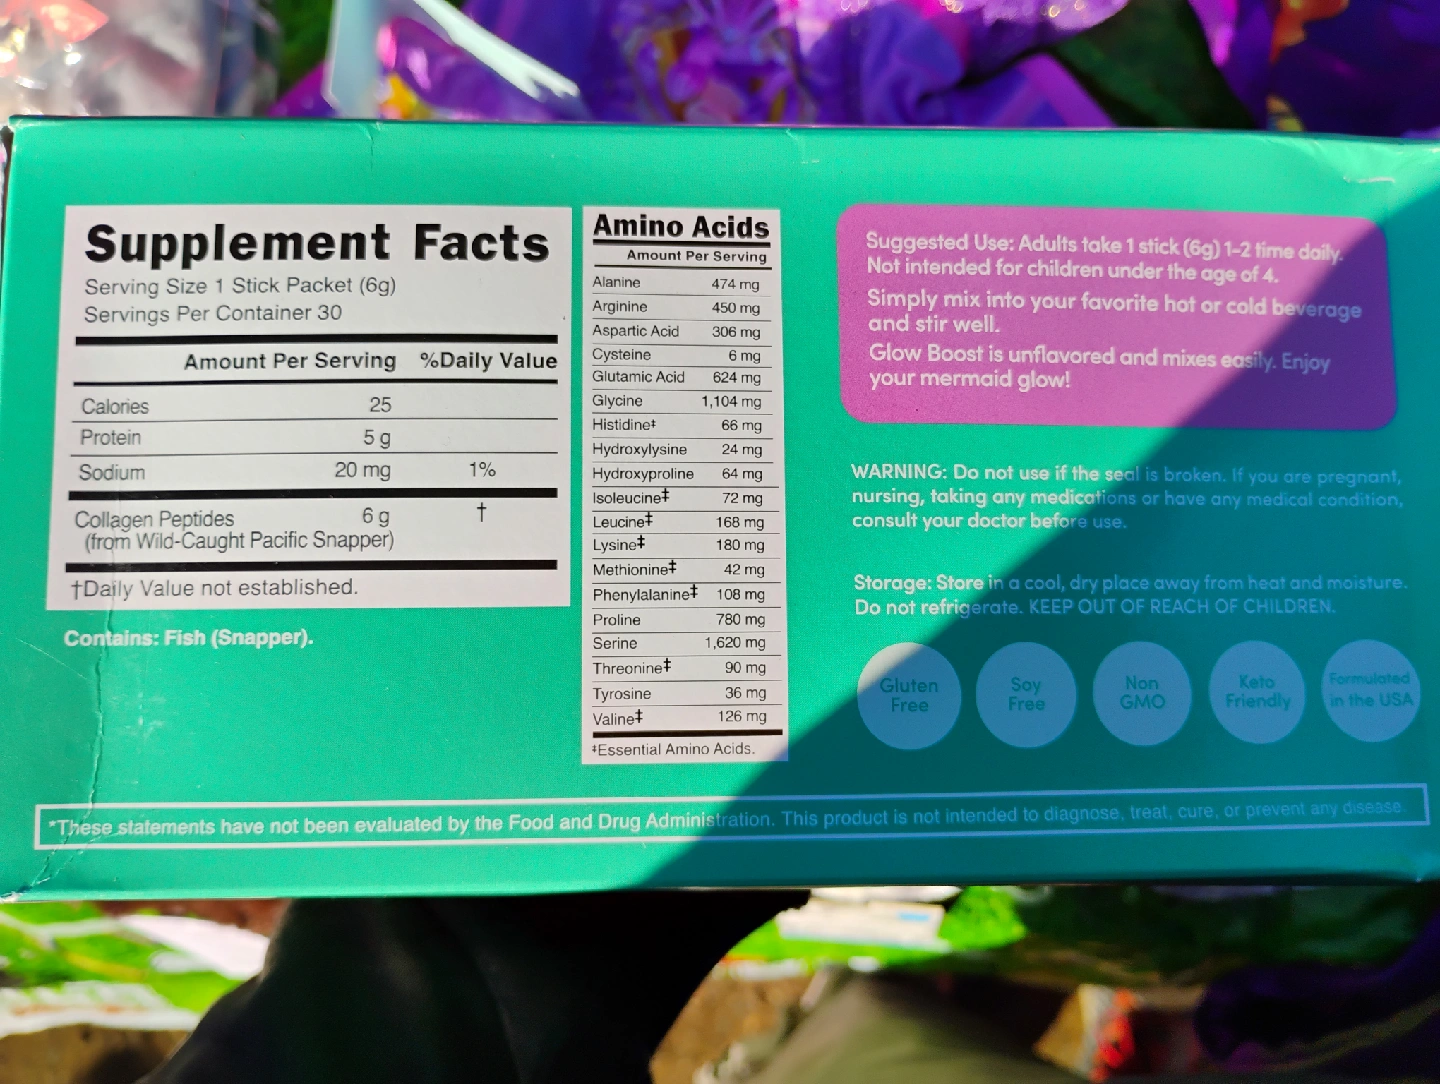 Supplement Facts
Serving Size 1 Stick Packet (6g)
Servings Per Container 30
Amount Per Serving %Daily Value
Calories 25
Protein 5 g
Sodium 20 mg 1%
Collagen Peptides 6 g †
(from Wild-Caught Pacific Snapper)
†Daily Value not established.
Contains: Fish (Snapper).
Amino Acids
Amount Per Serving
Alanine 474 mg
Arginine 450 mg
Aspartic Acid 306 mg
Cysteine 6 mg
Glutamic Acid 624 mg
Glycine 1,104 mg
Histidine‡ 66 mg
Hydroxylysine 24 mg
Hydroxyproline 64 mg
Isoleucine‡ 72 mg
Leucine‡ 168 mg
Lysine‡ 180 mg
Methionine‡ 42 mg
Phenylalanine‡ 108 mg
Proline 780 mg
Serine 1,620 mg
Threonine‡ 90 mg
Tyrosine 36 mg
Valine‡ 126 mg
‡Essential Amino Acids.
Suggested Use: Adults take 1 stick (6g) 1-2 time daily.
Not intended for children under the age of 4.
Simply mix into your favorite hot or cold beverage
and stir well.
Glow Boost is unflavored and mixes easily. Enjoy
your mermaid glow!
WARNING: Do not use if the seal is broken. If you are pregnant,
nursing, taking any medications or have any medical condition,
consult your doctor before use.
Storage: Store in a cool, dry place away from heat and moisture.
Do not refrigerate. KEEP OUT OF REACH OF CHILDREN.
Gluten
Free
Soy
Free
Non
GMO
Keto
Friendly
Formulated
in the USA
*These statements have not been evaluated by the Food and Drug Administration. This product is not intended to diagnose, treat, cure, or prevent any disease.